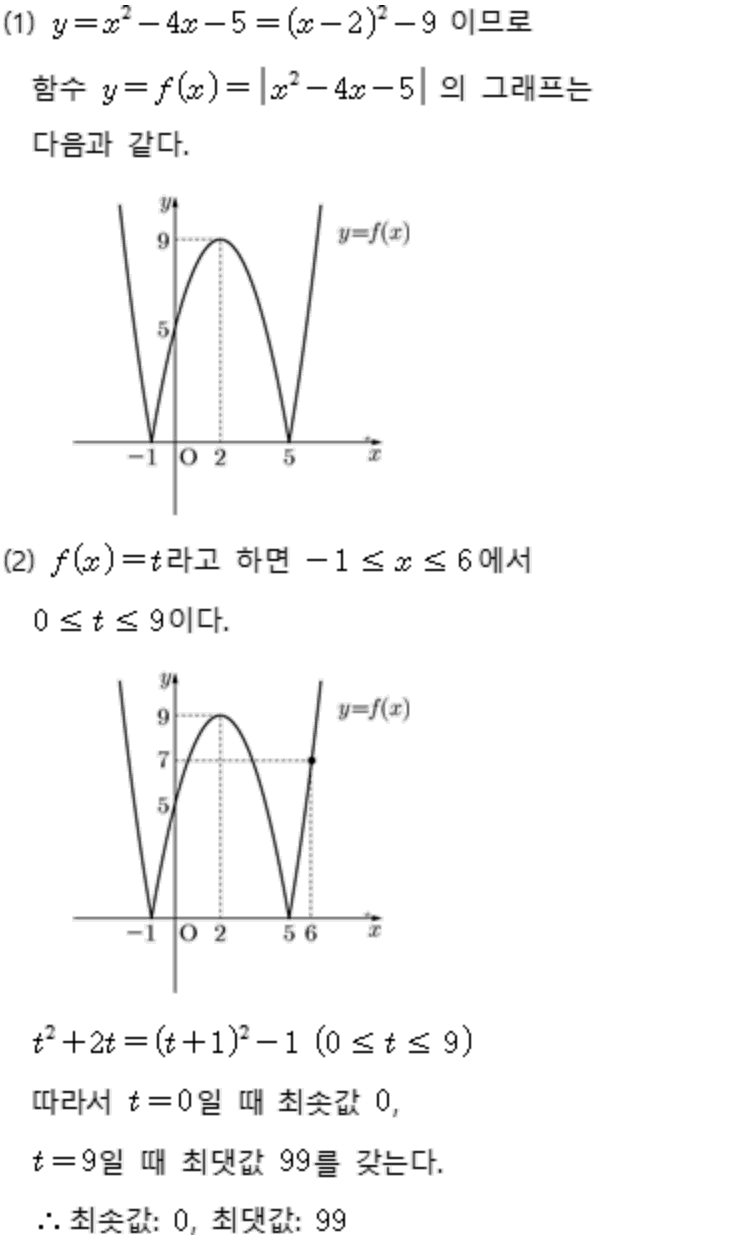 (1) y=x²−4x−5=(x−2)²−9 이므로
함수 y=f(x)=|x²−4x−5| 의 그래프는
다음과 같다.
y
9
y=f(x)
5
−1 O 2 5 x
(2) f(x)=t라고 하면 −1≤x≤6에서
0≤t≤9이다.
y
9
y=f(x)
7
5
−1 O 2 5 6 x
t²+2t=(t+1)²−1 (0≤t≤9)
따라서 t=0일 때 최솟값 0,
t=9일 때 최댓값 99를 갖는다.
∴ 최솟값: 0, 최댓값: 99